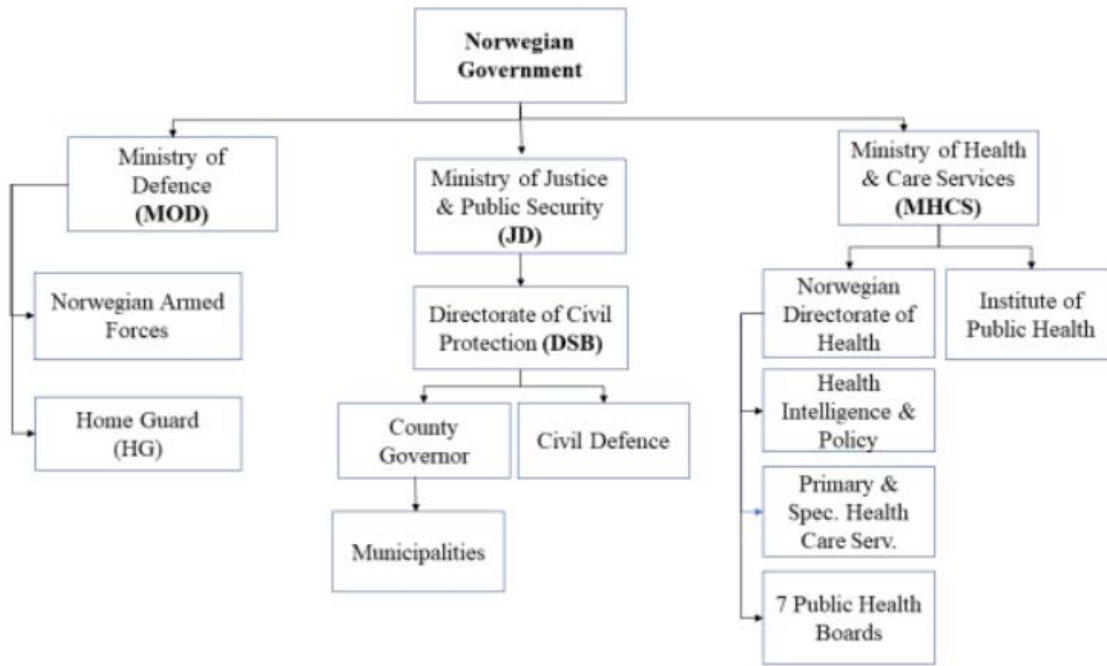 Norwegian
Government
Ministry of
Defence
(MOD)
Ministry of Justice
& Public Security
(JD)
Ministry of Health
& Care Services
(MHCS)
Norwegian Armed
Forces
Home Guard
(HG)
Directorate of Civil
Protection (DSB)
County
Governor
Civil Defence
Municipalities
Norwegian
Directorate of
Health
Institute of
Public Health
Health
Intelligence &
Policy
Primary &
Spec. Health
Care Serv.
7 Public Health
Boards